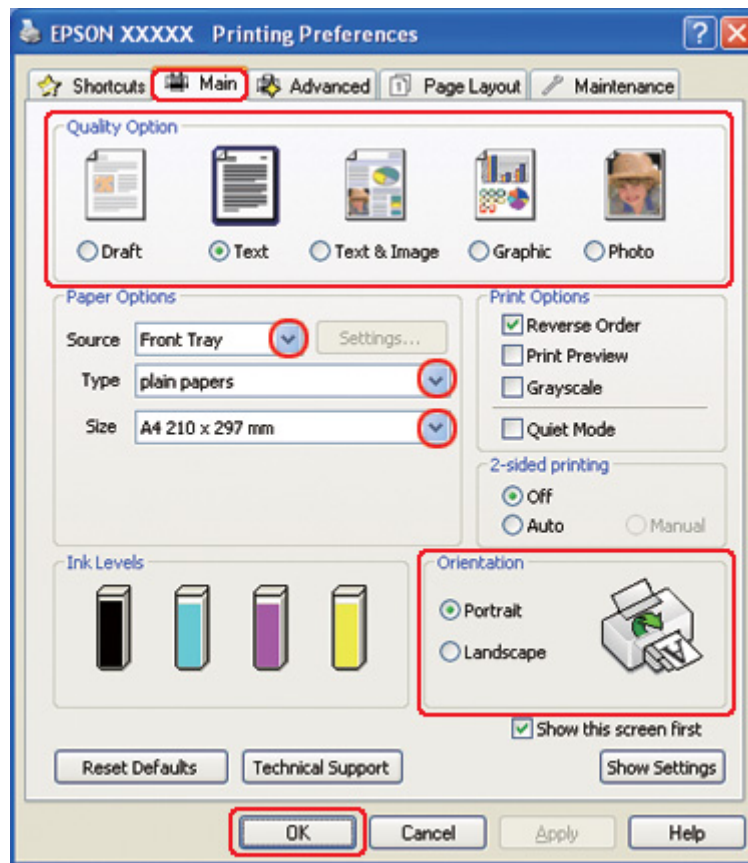 EPSON XXXXX Printing Preferences
Shortcuts Main Advanced 1 Page Layout Maintenance
Quality Option
Draft Text Text & Image Graphic Photo
Paper Options
Source Front Tray Settings...
Type plain papers
Size A4 210 x 297 mm
Print Options
Reverse Order
Print Preview
Grayscale
Quiet Mode
2-sided printing
Off
Auto Manual
Ink Levels
Orientation
Portrait
Landscape
A
Show this screen first
Reset Defaults Technical Support Show Settings
OK Cancel Apply Help